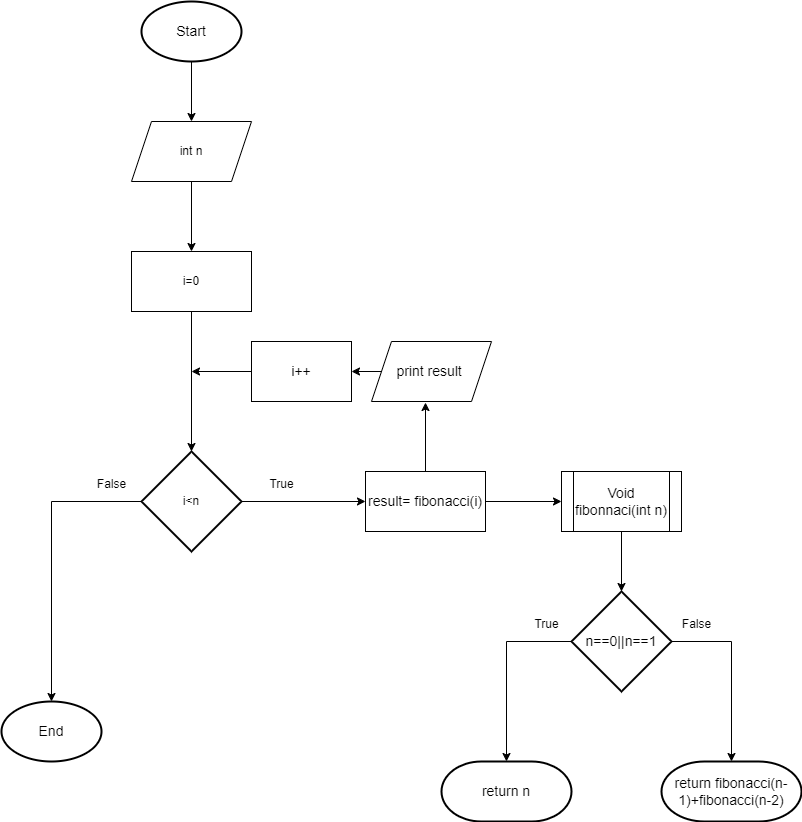 Start
int n
i=0
i++
print result
False
True
i<n
result= fibonacci(i)
Void
fibonnaci(int n)
True
False
n==0||n==1
End
return n
return fibonacci(n-
1)+fibonacci(n-2)